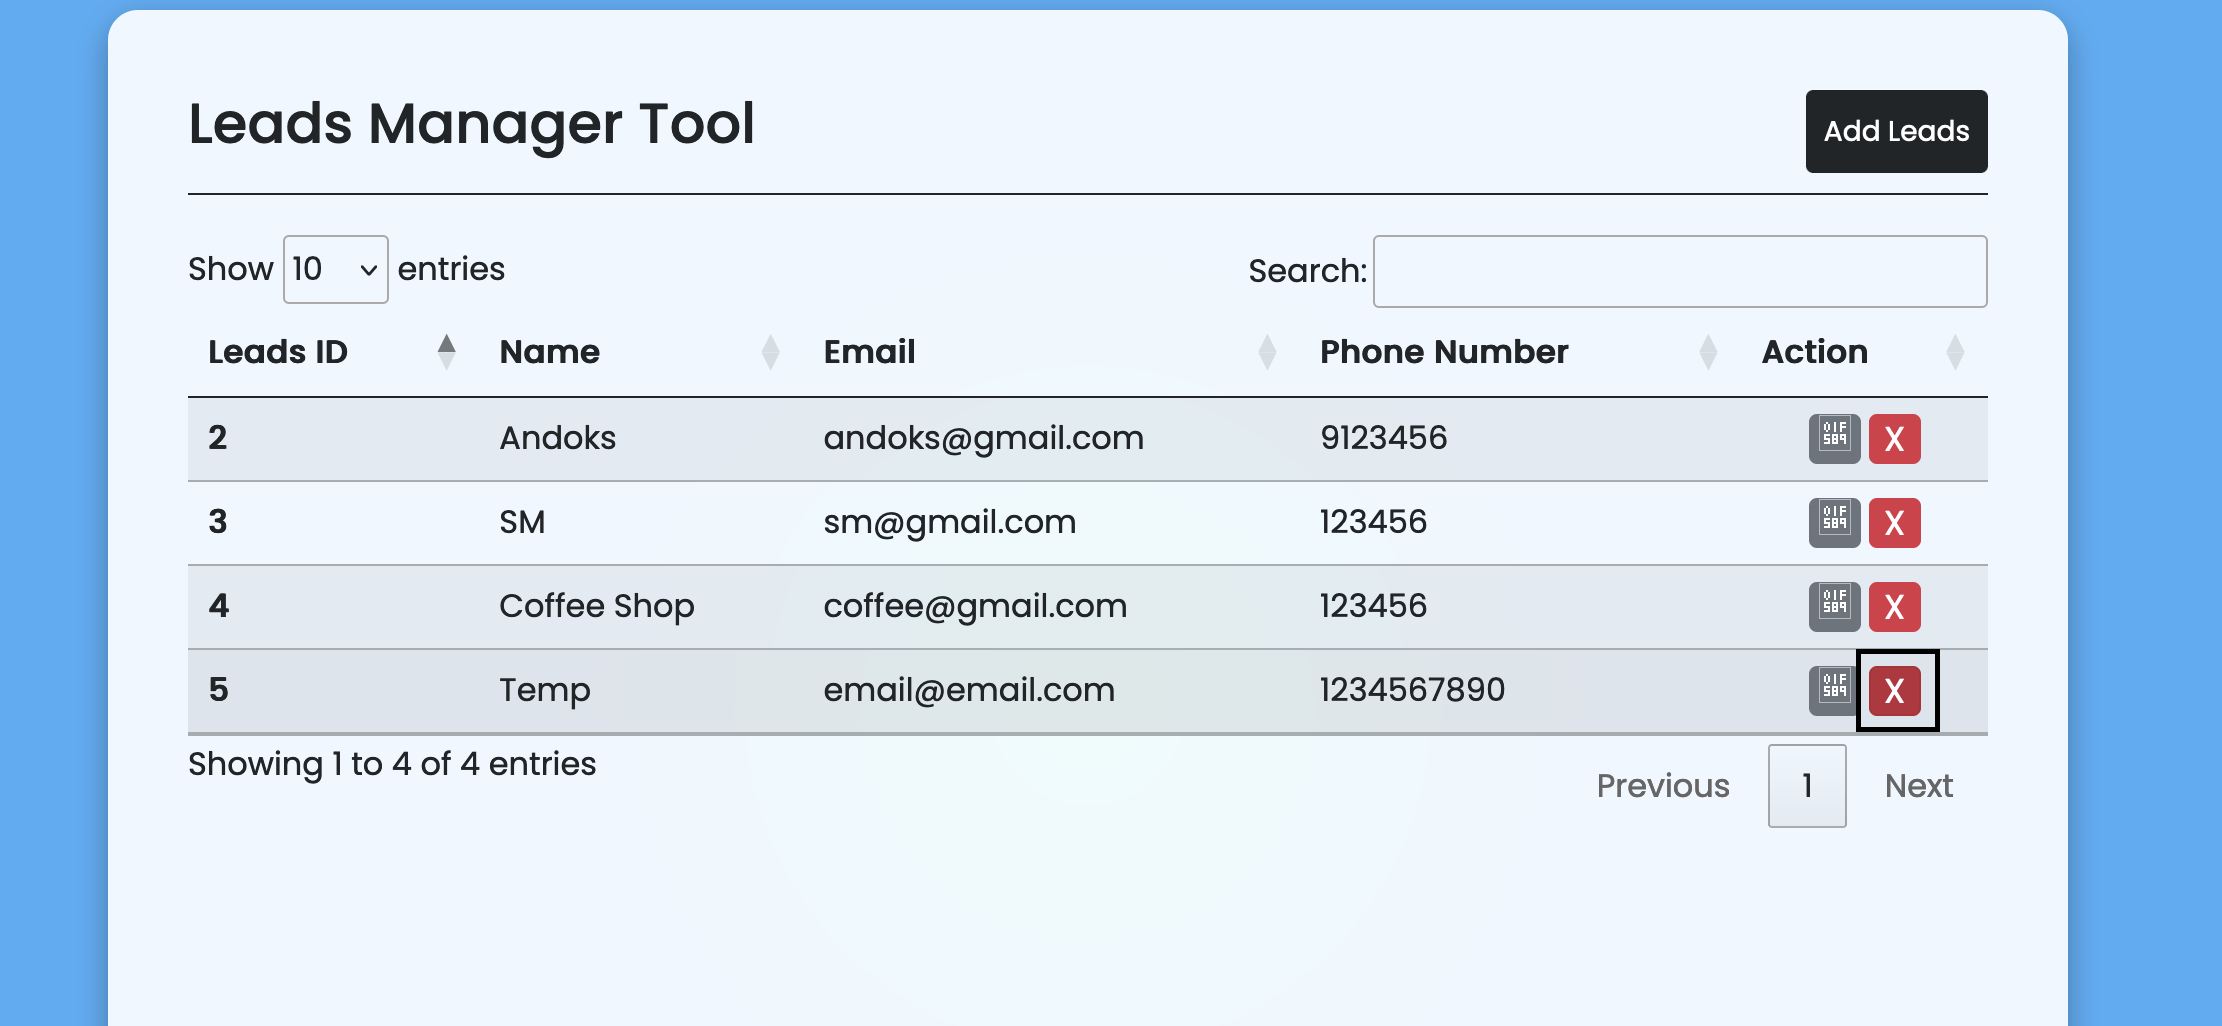 Leads Manager Tool
Add Leads
Show 10 entries
Search:
Leads ID Name Email Phone Number Action
2 Andoks andoks@gmail.com 9123456 X
3 SM sm@gmail.com 123456 X
4 Coffee Shop coffee@gmail.com 123456 X
5 Temp email@email.com 1234567890 X
Showing 1 to 4 of 4 entries
Previous 1 Next